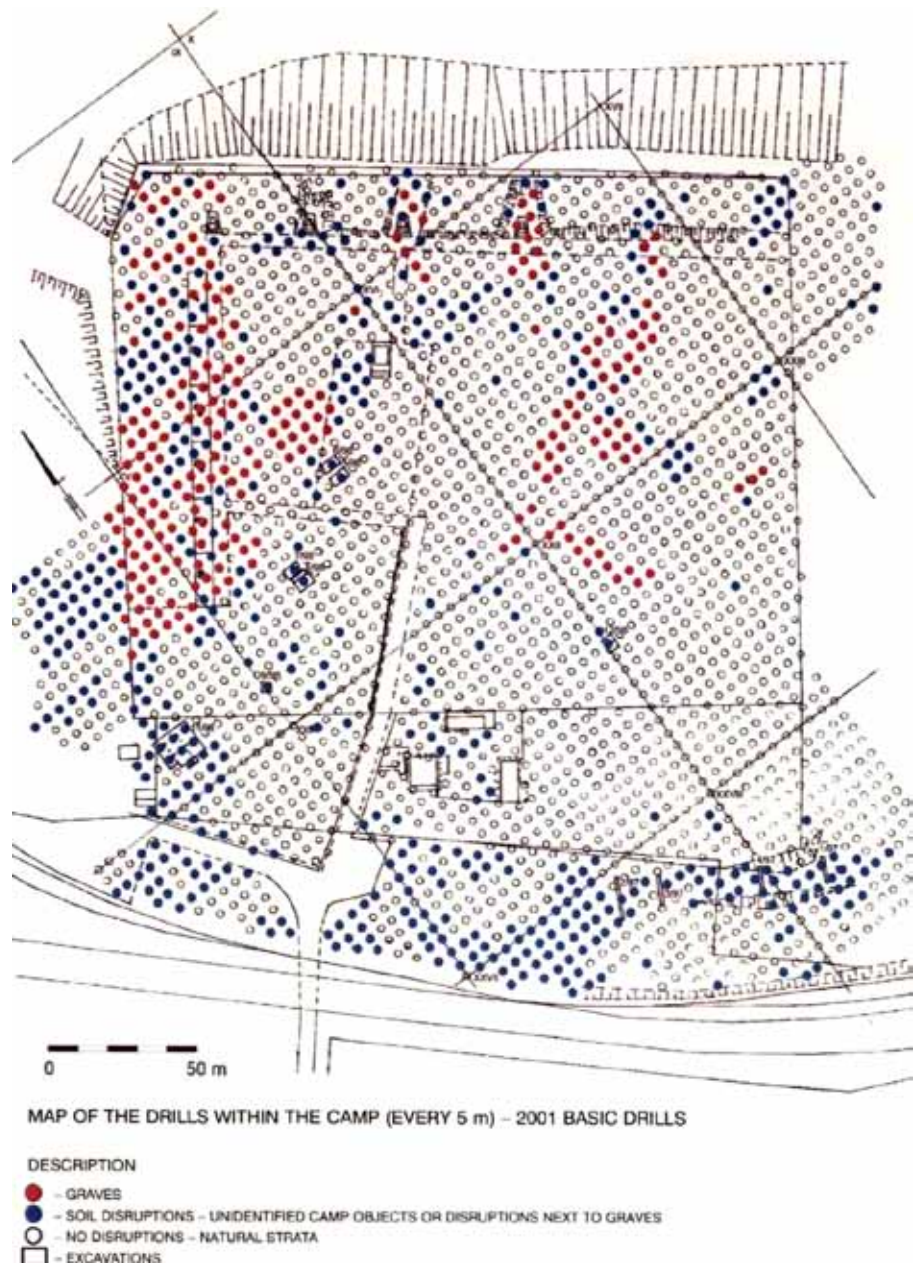 0 50 m
MAP OF THE DRILLS WITHIN THE CAMP (EVERY 5 m) – 2001 BASIC DRILLS
DESCRIPTION
– GRAVES
– SOIL DISRUPTIONS – UNIDENTIFIED CAMP OBJECTS OR DISRUPTIONS NEXT TO GRAVES
– NO DISRUPTIONS – NATURAL STRATA
– EXCAVATIONS